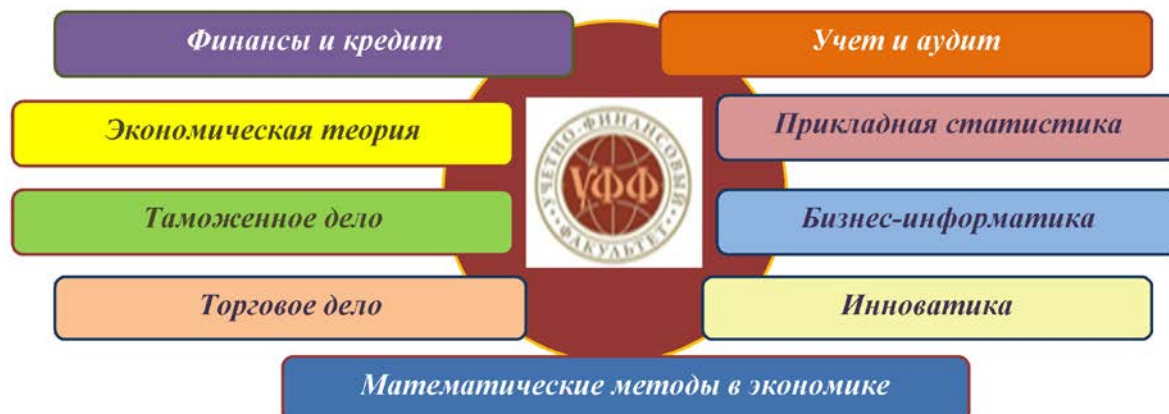 Финансы и кредит
Учет и аудит
Экономическая теория
Прикладная статистика
УЧЕТНО-ФИНАНСОВЫЙ
УФФ
ФАКУЛЬТЕТ
Таможенное дело
Бизнес-информатика
Торговое дело
Инноватика
Математические методы в экономике